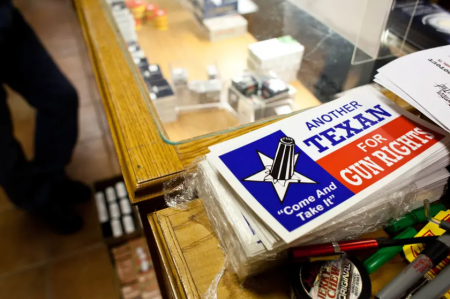 ANOTHER
TEXAN
FOR
GUN RIGHTS
"Come And
Take It"